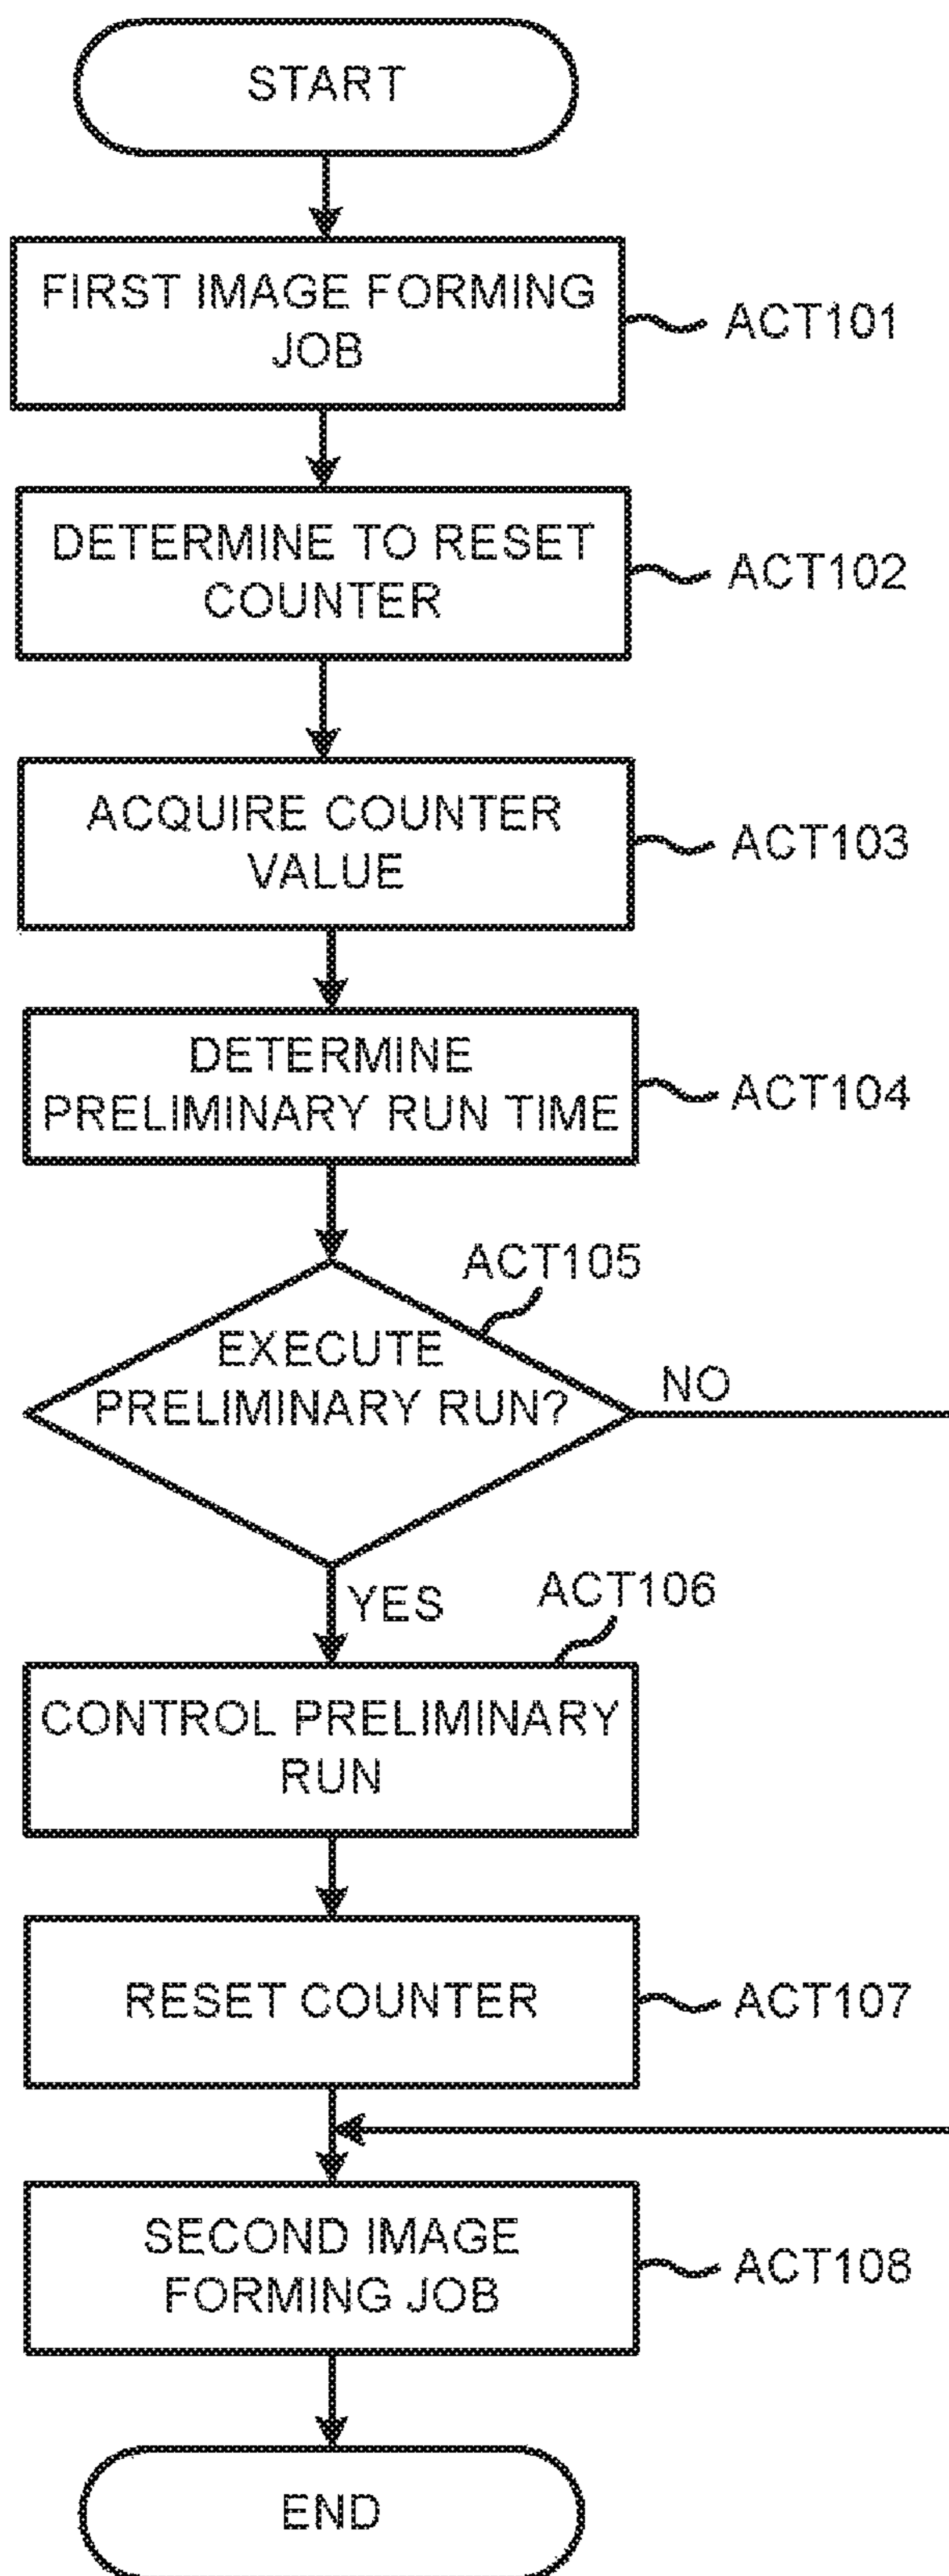 START
FIRST IMAGE FORMING
JOB
ACT101
DETERMINE TO RESET
COUNTER
ACT102
ACQUIRE COUNTER
VALUE
ACT103
DETERMINE
PRELIMINARY RUN TIME
ACT104
ACT105
EXECUTE
PRELIMINARY RUN?
NO
YES
ACT106
CONTROL PRELIMINARY
RUN
RESET COUNTER
ACT107
SECOND IMAGE
FORMING JOB
ACT108
END